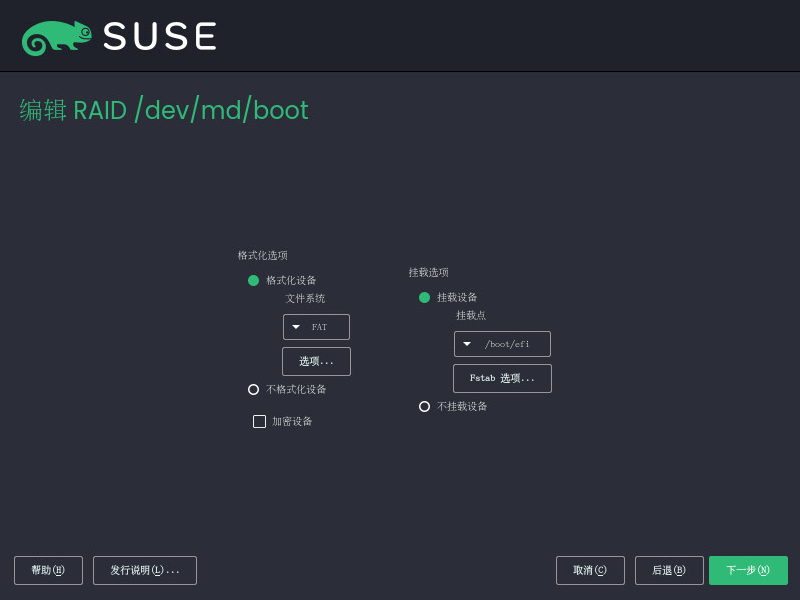 SUSE
编辑 RAID /dev/md/boot
格式化选项
格式化设备
文件系统
FAT
选项...
不格式化设备
加密设备
挂载选项
挂载设备
挂载点
/boot/efi
Fstab 选项...
不挂载设备
帮助(H)
发行说明(L)...
取消(C)
后退(B)
下一步(N)